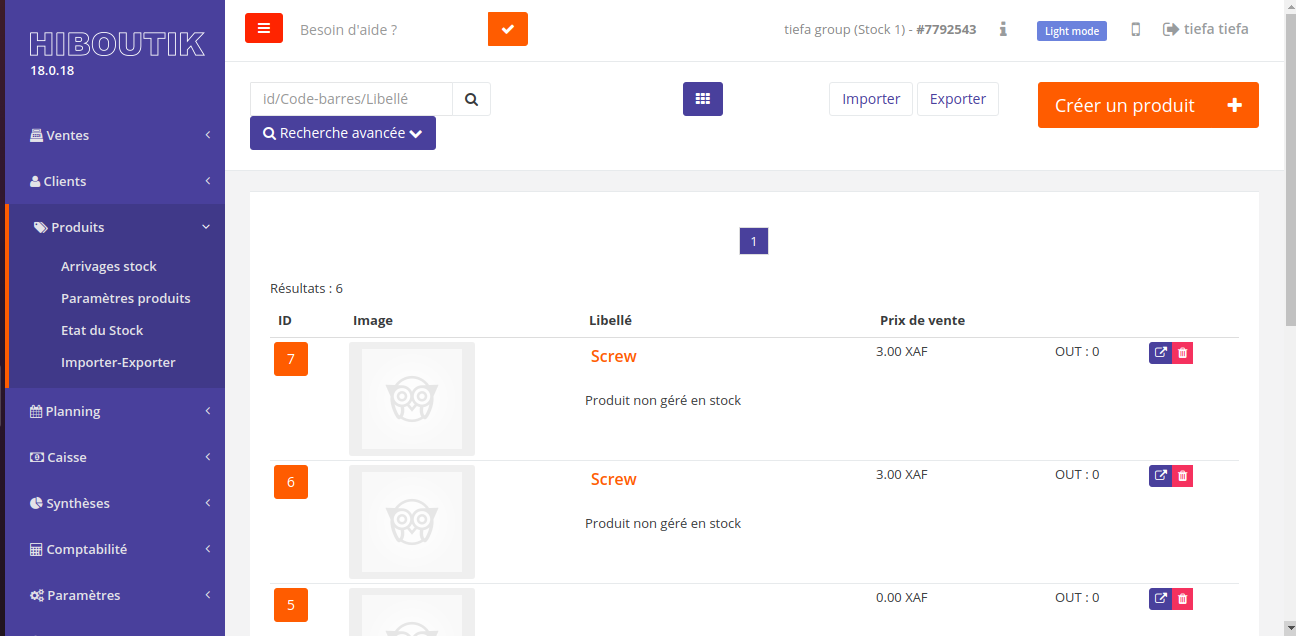 HIBOUTIK
18.0.18
Ventes
Clients
Produits
Arrivages stock
Paramètres produits
Etat du Stock
Importer-Exporter
Planning
Caisse
Synthèses
Comptabilité
Paramètres
Besoin d'aide ?
tiefa group (Stock 1) - #7792543
Light mode
tiefa tiefa
id/Code-barres/Libellé
Recherche avancée
Importer
Exporter
Créer un produit
1
Résultats : 6
ID Image Libellé Prix de vente
7 Screw 3.00 XAF OUT : 0
Produit non géré en stock
6 Screw 3.00 XAF OUT : 0
Produit non géré en stock
5 0.00 XAF OUT : 0